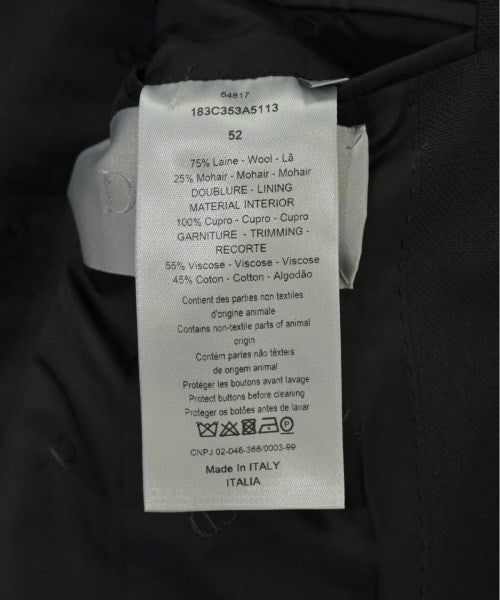 64817
183C353A5113
52
75% Laine - Wool - Lã
25% Mohair - Mohair - Mohair
DOUBLURE - LINING
MATERIAL INTERIOR
100% Cupro - Cupro - Cupro
GARNITURE - TRIMMING -
RECORTE
55% Viscose - Viscose - Viscose
45% Coton - Cotton - Algodão
Contient des parties non textiles
d'origine animale
Contains non-textile parts of animal
origin
Contém partes não têxteis
de origem animal
Protéger les boutons avant lavage
Protect buttons before cleaning
Proteger os botões antes de lavar
CNPJ 02-046-366/0003-99
Made In ITALY
ITALIA